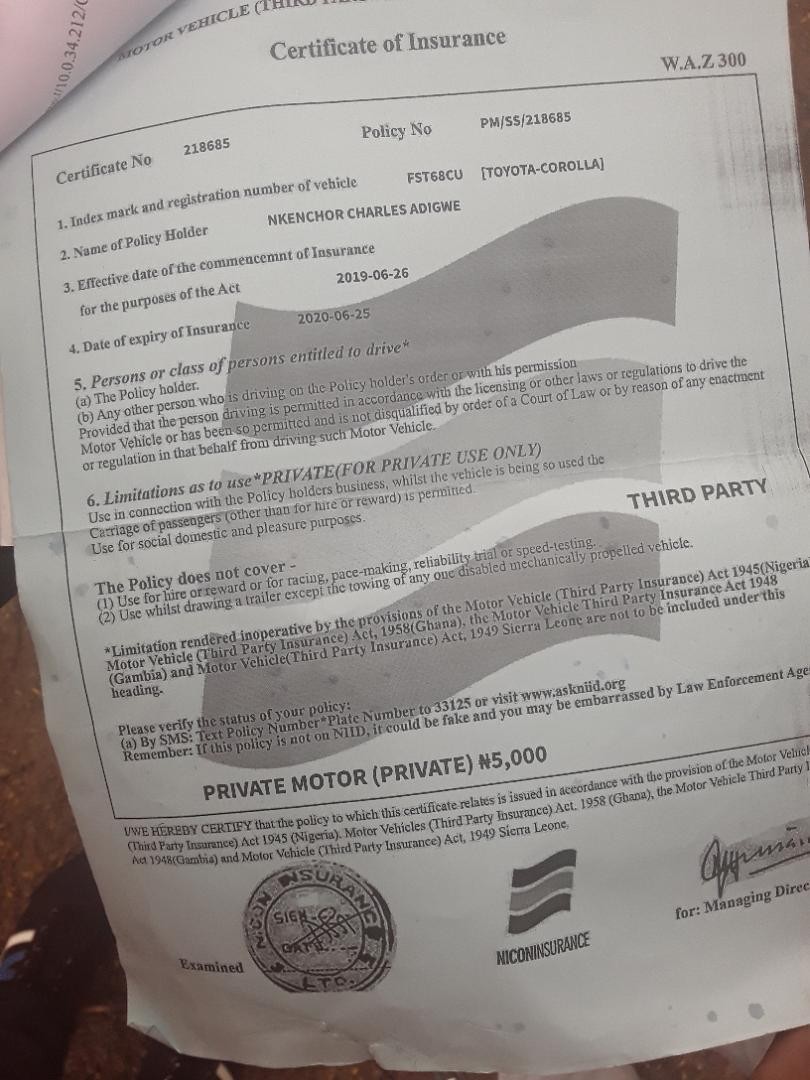 //10.0.34.212/
MOTOR VEHICLE (THIRD
Certificate of Insurance
W.A.Z 300
Certificate No 218685 Policy No PM/SS/218685
1. Index mark and registration number of vehicle FST68CU [TOYOTA-COROLLA]
2. Name of Policy Holder NKENCHOR CHARLES ADIGWE
3. Effective date of the commencemnt of Insurance
for the purposes of the Act 2019-06-26
4. Date of expiry of Insurance 2020-06-25
5. Persons or class of persons entitled to drive*
(a) The Policy holder.
(b) Any other person who is driving on the Policy holder's order or with his permission
Provided that the person driving is permitted in accordance with the licensing or other laws or regulations to drive the
Motor Vehicle or has been so permitted and is not disqualified by order of a Court of Law or by reason of any enactment
or regulation in that behalf from driving such Motor Vehicle.
6. Limitations as to use*PRIVATE(FOR PRIVATE USE ONLY)
Use in connection with the Policy holders business, whilst the vehicle is being so used the
Carriage of passengers (other than for hire or reward) is permitted.
Use for social domestic and pleasure purposes.
THIRD PARTY
The Policy does not cover -
(1) Use for hire or reward or for racing, pace-making, reliability trial or speed-testing.
(2) Use whilst drawing a trailer except the towing of any one disabled mechanically propelled vehicle.
*Limitation rendered inoperative by the provisions of the Motor Vehicle (Third Party Insurance) Act 1945(Nigeria
Motor Vehicle (Third Party Insurance) Act, 1958(Ghana), the Motor Vehicle Third Party Insurance Act 1948
(Gambia) and Motor Vehicle(Third Party Insurance) Act, 1949 Sierra Leone are not to be included under this
heading.
Please verify the status of your policy:
(a) By SMS: Text Policy Number*Plate Number to 33125 or visit www.askniid.org
Remember: If this policy is not on NIID, it could be fake and you may be embarrassed by Law Enforcement Age
PRIVATE MOTOR (PRIVATE) ₦5,000
I/WE HEREBY CERTIFY that the policy to which this certificate relates is issued in accordance with the provision of the Motor Vehicl
(Third Party Insurance) Act 1945 (Nigeria). Motor Vehicles (Third Party Insurance) Act. 1958 (Ghana), the Motor Vehicle Third Party
Act 1948(Gambia) and Motor Vehicle (Third Party Insurance) Act, 1949 Sierra Leone.
NICON INSURANCE
SIGN
DATE
LTD.
Examined
NICONINSURANCE
for: Managing Direc